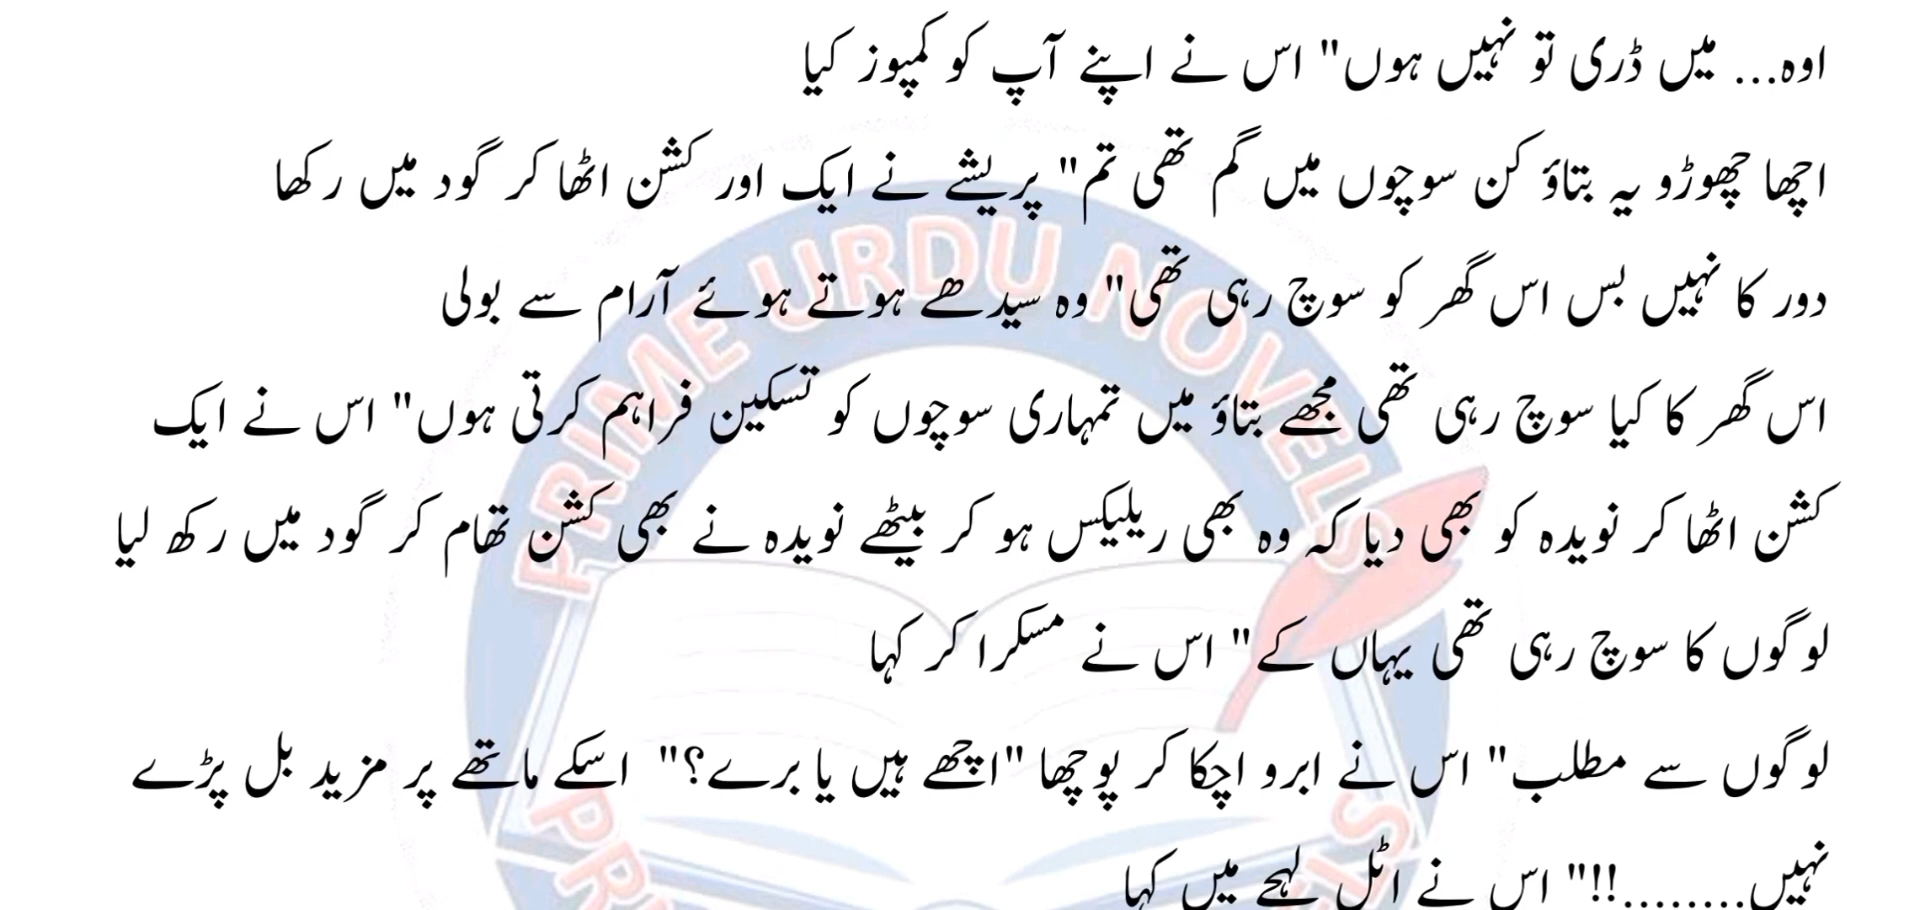 اوہ... میں ڈری تو نہیں ہوں" اس نے اپنے آپ کو کمپوز کیا
اچھا چھوڑو یہ بتاؤ کن سوچوں میں گم تھی تم" پریشے نے ایک اور کشن اٹھا کر گود میں رکھا
دور کا نہیں بس اس گھر کو سوچ رہی تھی" وہ سیدھے ہوتے ہوئے آرام سے بولی
اس گھر کا کیا سوچ رہی تھی مجھے بتاؤ میں تمہاری سوچوں کو تسکین فراہم کرتی ہوں" اس نے ایک
کشن اٹھا کر نویدہ کو بھی دیا کہ وہ بھی ریلیکس ہو کر بیٹھے نویدہ نے بھی کشن تھام کر گود میں رکھ لیا
لوگوں کا سوچ رہی تھی یہاں کے" اس نے مسکرا کر کہا
لوگوں سے مطلب" اس نے ابرو اچکا کر پوچھا "اچھے ہیں یا برے؟" اسکے ماتھے پر مزید بل پڑے
نہیں.........!!" اس نے اٹل لہجے میں کہا
PRIME URDU NOVELS